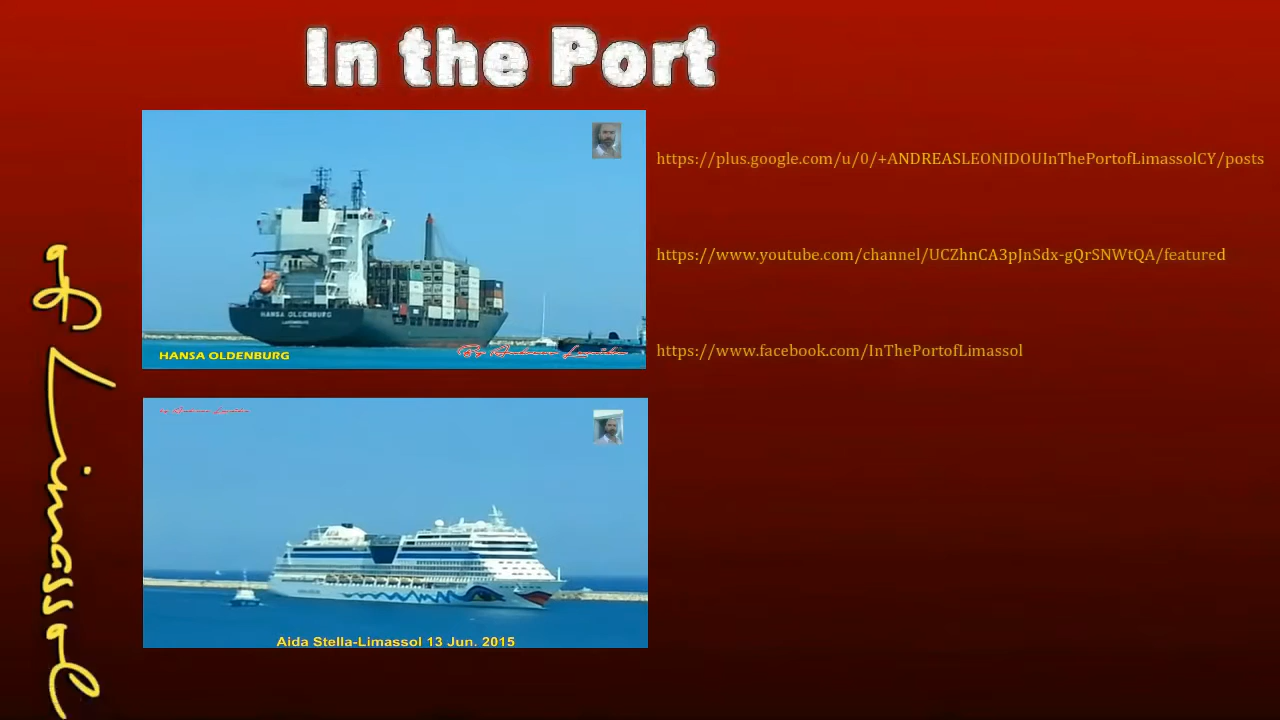 In the Port
of Limassol
https://plus.google.com/u/0/+ANDREASLEONIDOUInThePortofLimassolCY/posts
https://www.youtube.com/channel/UCZhnCA3pJnSdx-gQrSNWtQA/featured
https://www.facebook.com/InThePortofLimassol
HANSA OLDENBURG
HANSA OLDENBURG
Aida Stella-Limassol 13 Jun. 2015